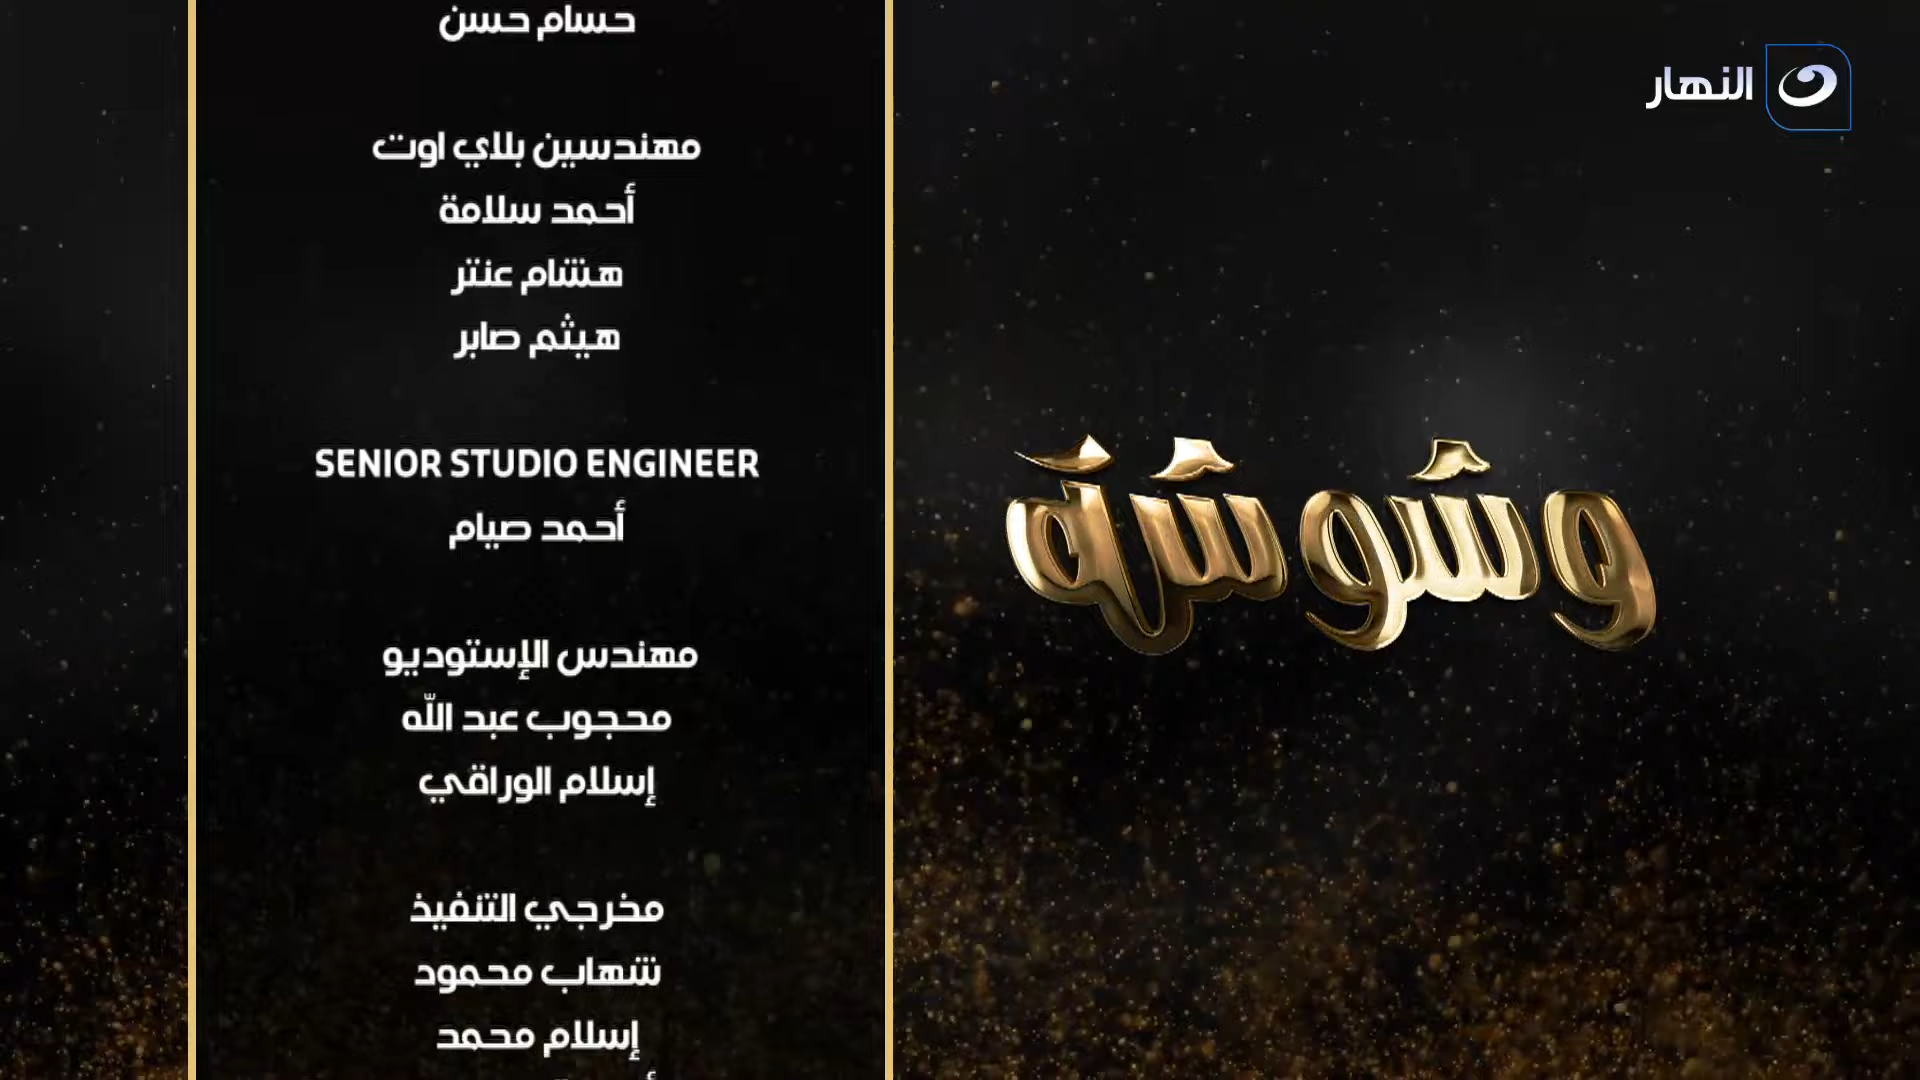 حسام حسن
مهندسين بلاي اوت
أحمد سلامة
هشام عنتر
هيثم صابر
SENIOR STUDIO ENGINEER
أحمد صيام
مهندس الإستوديو
محجوب عبد الله
إسلام الوراقي
مخرجي التنفيذ
شهاب محمود
إسلام محمد
النهار
وشوشة